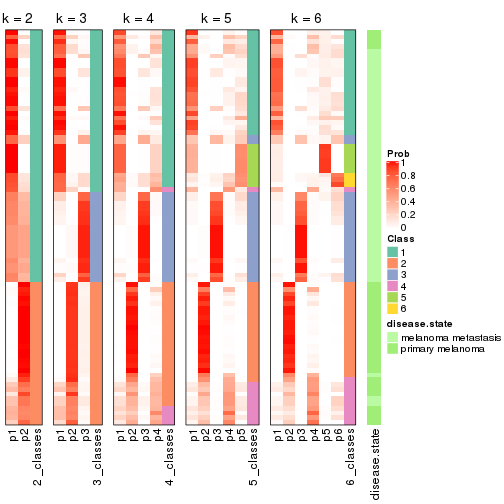 k = 2 k = 3 k = 4 k = 5 k = 6
Prob
1
0.8
0.6
0.4
0.2
0
Class
1
2
3
4
5
6
disease.state
melanoma metastasis
primary melanoma
p1 p2 2_classes p1 p2 p3 3_classes p1 p2 p3 p4 4_classes p1 p2 p3 p4 p5 5_classes p1 p2 p3 p4 p5 p6 6_classes disease.state